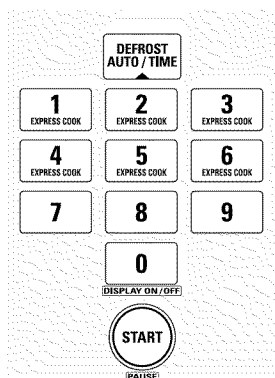 DEFROST
AUTO / TIME
1 2 3
EXPRESS COOK EXPRESS COOK EXPRESS COOK
4 5 6
EXPRESS COOK EXPRESS COOK EXPRESS COOK
7 8 9
0
DISPLAY ON / OFF
START
PAUSE